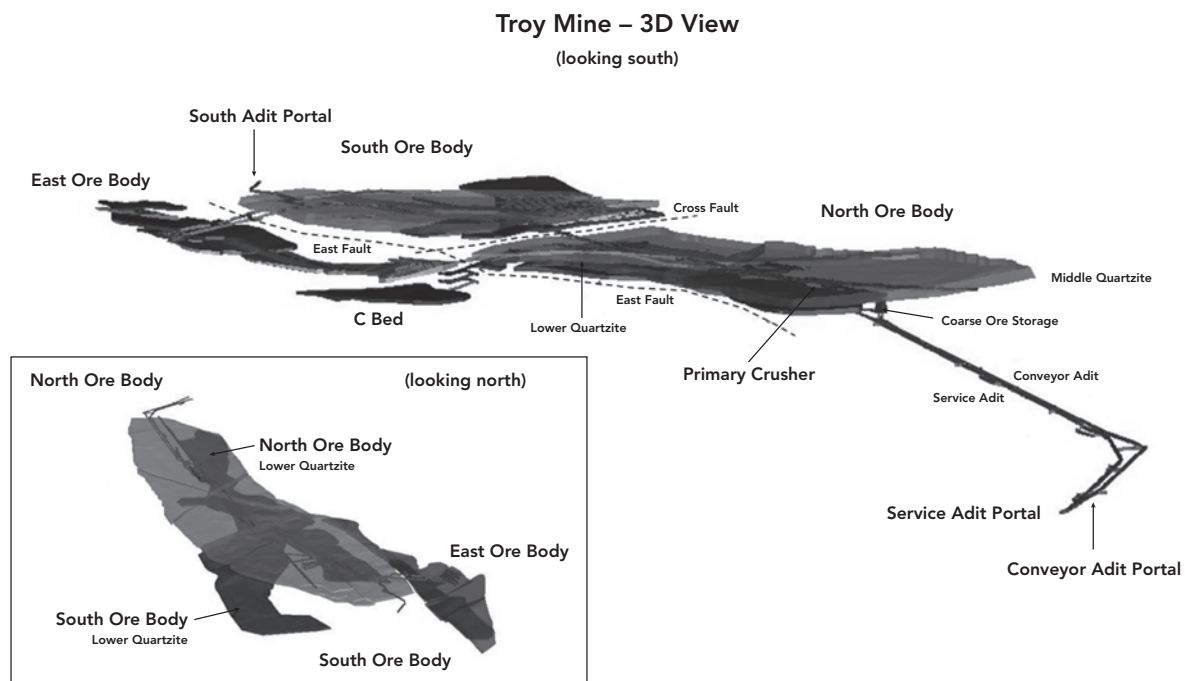 Troy Mine – 3D View
(looking south)
South Adit Portal
South Ore Body
East Ore Body
Cross Fault
North Ore Body
East Fault
Middle Quartzite
East Fault
C Bed
Lower Quartzite
Coarse Ore Storage
Primary Crusher
Conveyor Adit
Service Adit
Service Adit Portal
Conveyor Adit Portal
North Ore Body
(looking north)
North Ore Body
Lower Quartzite
East Ore Body
South Ore Body
Lower Quartzite
South Ore Body